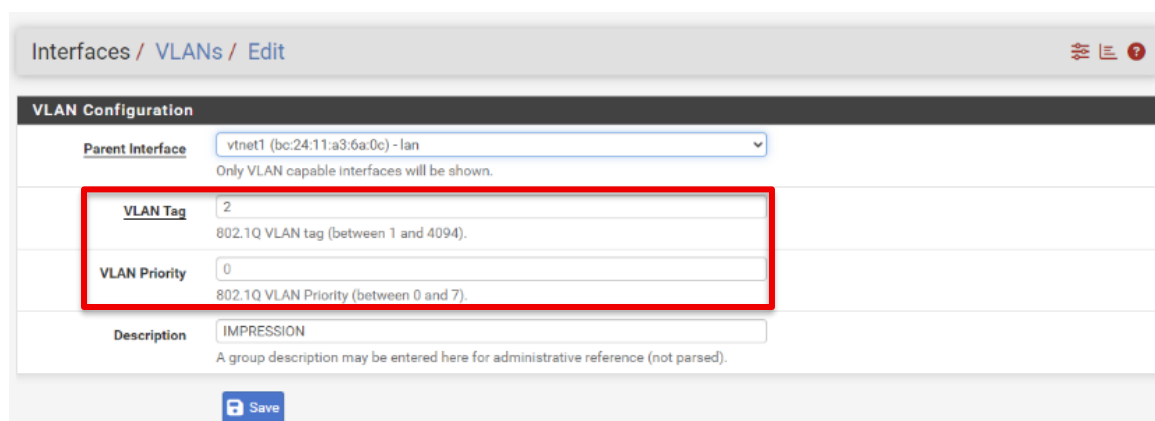 Interfaces / VLANs / Edit
VLAN Configuration
Parent Interface
vtnet1 (bc:24:11:a3:6a:0c) - lan
Only VLAN capable interfaces will be shown.
VLAN Tag
2
802.1Q VLAN tag (between 1 and 4094).
VLAN Priority
0
802.1Q VLAN Priority (between 0 and 7).
Description
IMPRESSION
A group description may be entered here for administrative reference (not parsed).
Save